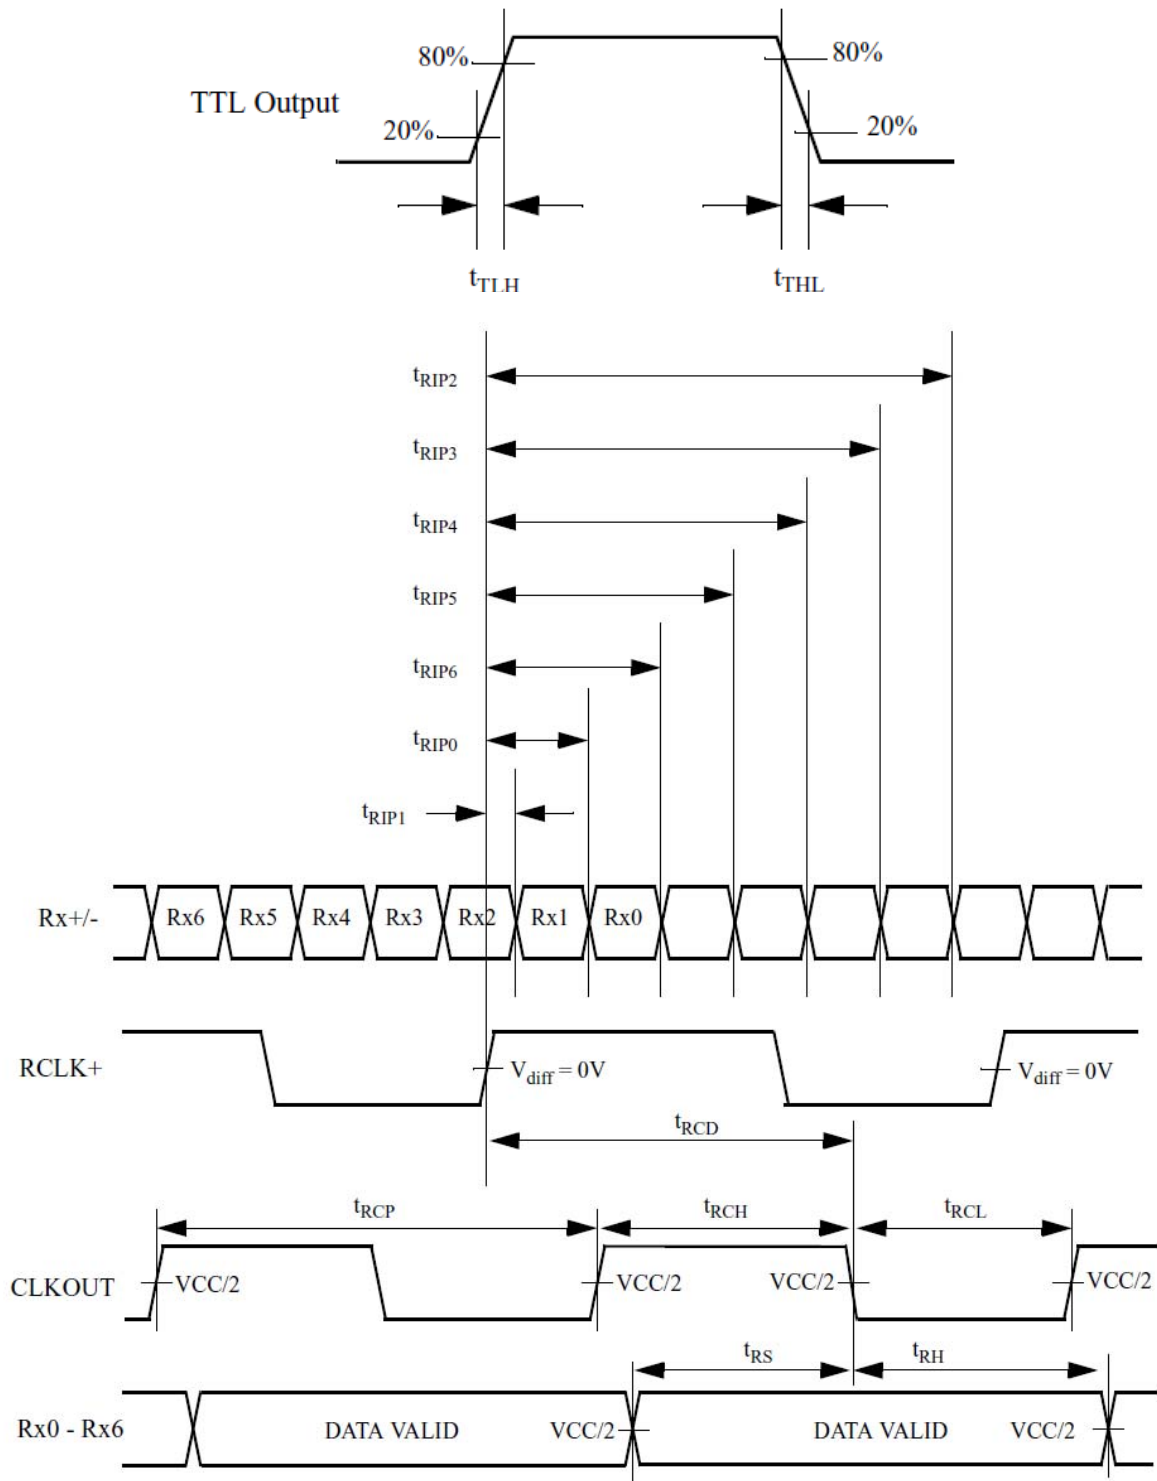 80%
80%
TTL Output
20%
20%
tTLH
tTHL
tRIP2
tRIP3
tRIP4
tRIP5
tRIP6
tRIP0
tRIP1
Rx+/- Rx6 Rx5 Rx4 Rx3 Rx2 Rx1 Rx0
RCLK+ Vdiff = 0V Vdiff = 0V
tRCD
tRCP tRCH tRCL
CLKOUT VCC/2 VCC/2 VCC/2 VCC/2
tRS tRH
Rx0 - Rx6 DATA VALID VCC/2 DATA VALID VCC/2